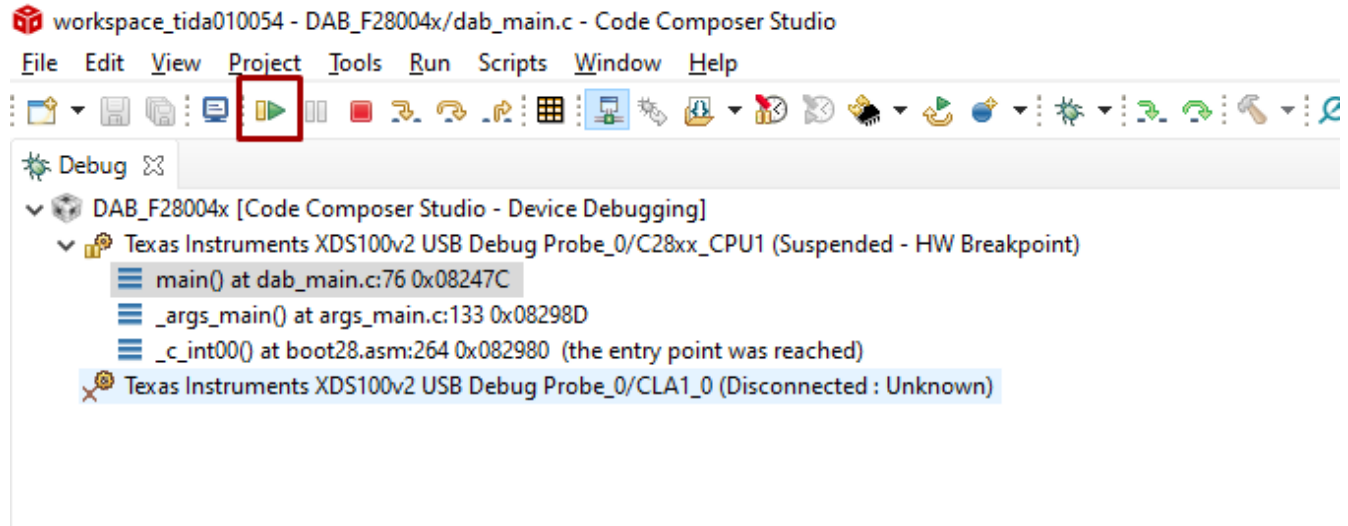 workspace_tida010054 - DAB_F28004x/dab_main.c - Code Composer Studio
File Edit View Project Tools Run Scripts Window Help
Debug
DAB_F28004x [Code Composer Studio - Device Debugging]
Texas Instruments XDS100v2 USB Debug Probe_0/C28xx_CPU1 (Suspended - HW Breakpoint)
main() at dab_main.c:76 0x08247C
_args_main() at args_main.c:133 0x08298D
_c_int00() at boot28.asm:264 0x082980 (the entry point was reached)
Texas Instruments XDS100v2 USB Debug Probe_0/CLA1_0 (Disconnected : Unknown)